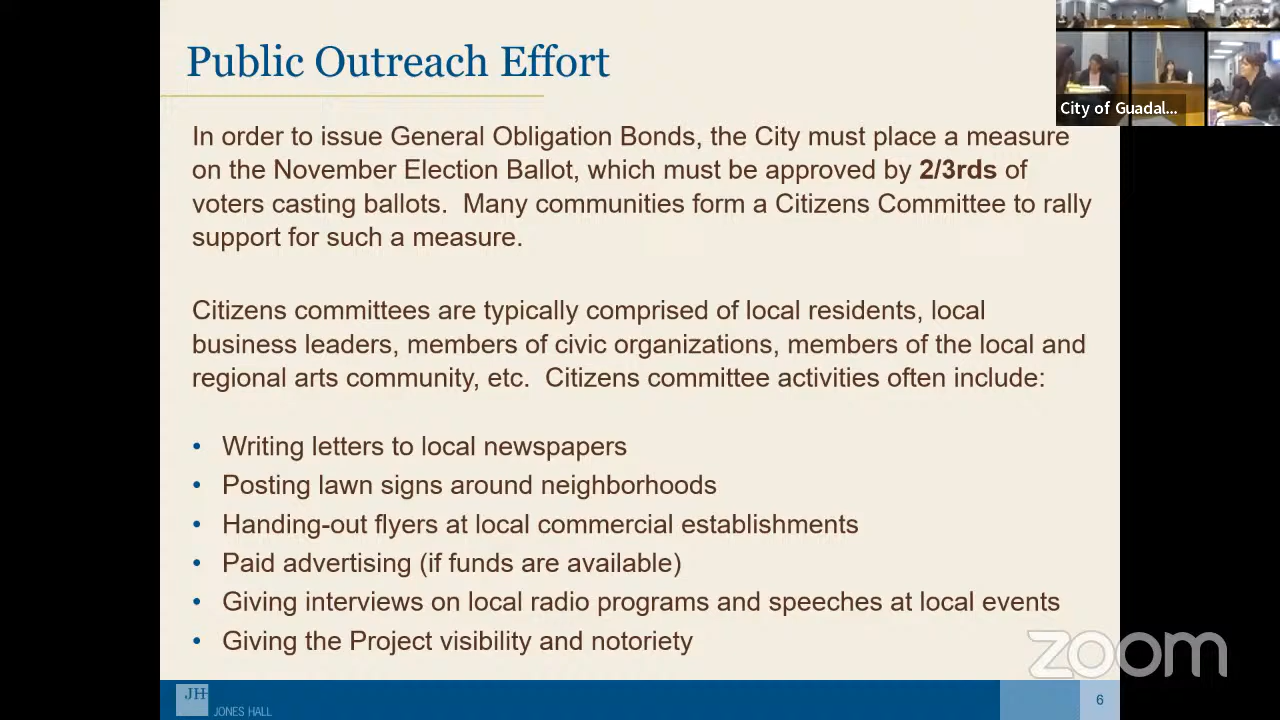 Public Outreach Effort
City of Guadal...
In order to issue General Obligation Bonds, the City must place a measure
on the November Election Ballot, which must be approved by 2/3rds of
voters casting ballots. Many communities form a Citizens Committee to rally
support for such a measure.
Citizens committees are typically comprised of local residents, local
business leaders, members of civic organizations, members of the local and
regional arts community, etc. Citizens committee activities often include:
• Writing letters to local newspapers
• Posting lawn signs around neighborhoods
• Handing-out flyers at local commercial establishments
• Paid advertising (if funds are available)
• Giving interviews on local radio programs and speeches at local events
• Giving the Project visibility and notoriety
zoom
JH
JONES HALL
6